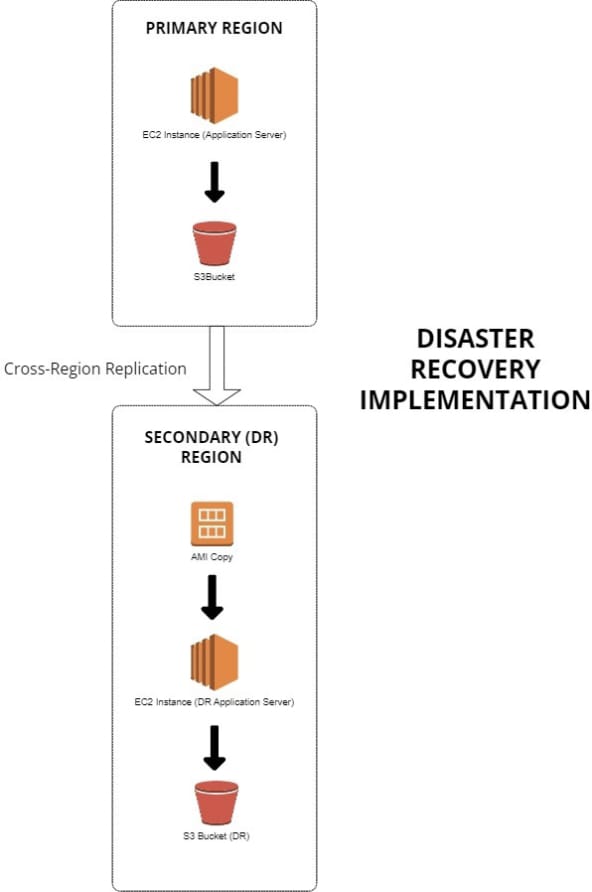 PRIMARY REGION
EC2 Instance (Application Server)
S3Bucket
Cross-Region Replication
DISASTER
RECOVERY
IMPLEMENTATION
SECONDARY (DR)
REGION
AMI Copy
EC2 Instance (DR Application Server)
S3 Bucket (DR)